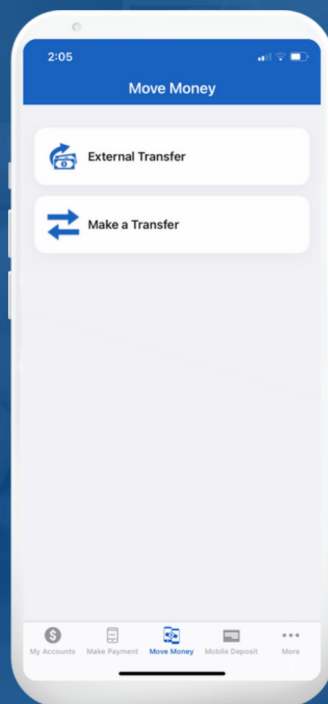 2:05
Move Money
External Transfer
Make a Transfer
My Accounts Make Payment Move Money Mobile Deposit More